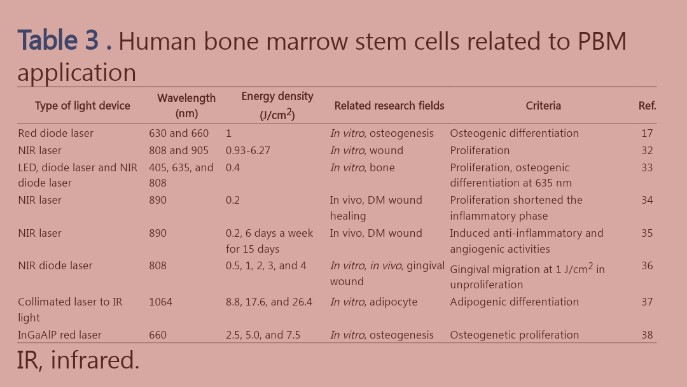 Table 3 . Human bone marrow stem cells related to PBM
application
Type of light device Wavelength (nm) Energy density (J/cm2) Related research fields Criteria Ref.
Red diode laser 630 and 660 1 In vitro, osteogenesis Osteogenic differentiation 17
NIR laser 808 and 905 0.93-6.27 In vitro, wound Proliferation 32
LED, diode laser and NIR 405, 635, and 0.4 In vitro, bone Proliferation, osteogenic 33
diode laser 808 differentiation at 635 nm
NIR laser 890 0.2 In vivo, DM wound Proliferation shortened the 34
healing inflammatory phase
NIR laser 890 0.2, 6 days a week In vivo, DM wound Induced anti-inflammatory and 35
for 15 days angiogenic activities
NIR diode laser 808 0.5, 1, 2, 3, and 4 In vitro, in vivo, gingival Gingival migration at 1 J/cm2 in 36
wound unproliferation
Collimated laser to IR 1064 8.8, 17.6, and 26.4 In vitro, adipocyte Adipogenic differentiation 37
light
InGaAlP red laser 660 2.5, 5.0, and 7.5 In vitro, osteogenesis Osteogenetic proliferation 38
IR, infrared.